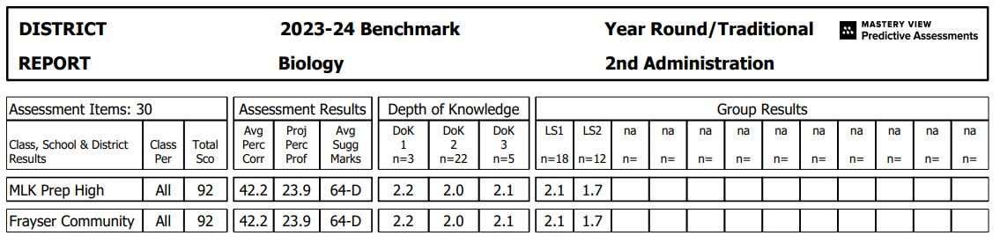 DISTRICT 2023-24 Benchmark Year Round/Traditional MASTERY VIEW
Predictive Assessments
REPORT Biology 2nd Administration
Assessment Items: 30 Assessment Results Depth of Knowledge Group Results
Avg Proj Avg DoK DoK DoK LS1 LS2 na na na na na na na na na
Class, School & District Class Total Perc Perc Sugg 1 2 3
Results Per Sco Corr Prof Marks n=3 n=22 n=5 n=18 n=12 n= n= n= n= n= n= n= n= n=
MLK Prep High All 92 42.2 23.9 64-D 2.2 2.0 2.1 2.1 1.7
Frayser Community All 92 42.2 23.9 64-D 2.2 2.0 2.1 2.1 1.7